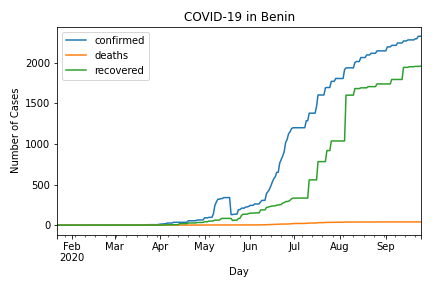 COVID-19 in Benin
confirmed
deaths
recovered
Number of Cases
2000
1500
1000
500
0
Feb Mar Apr May Jun Jul Aug Sep
2020
Day